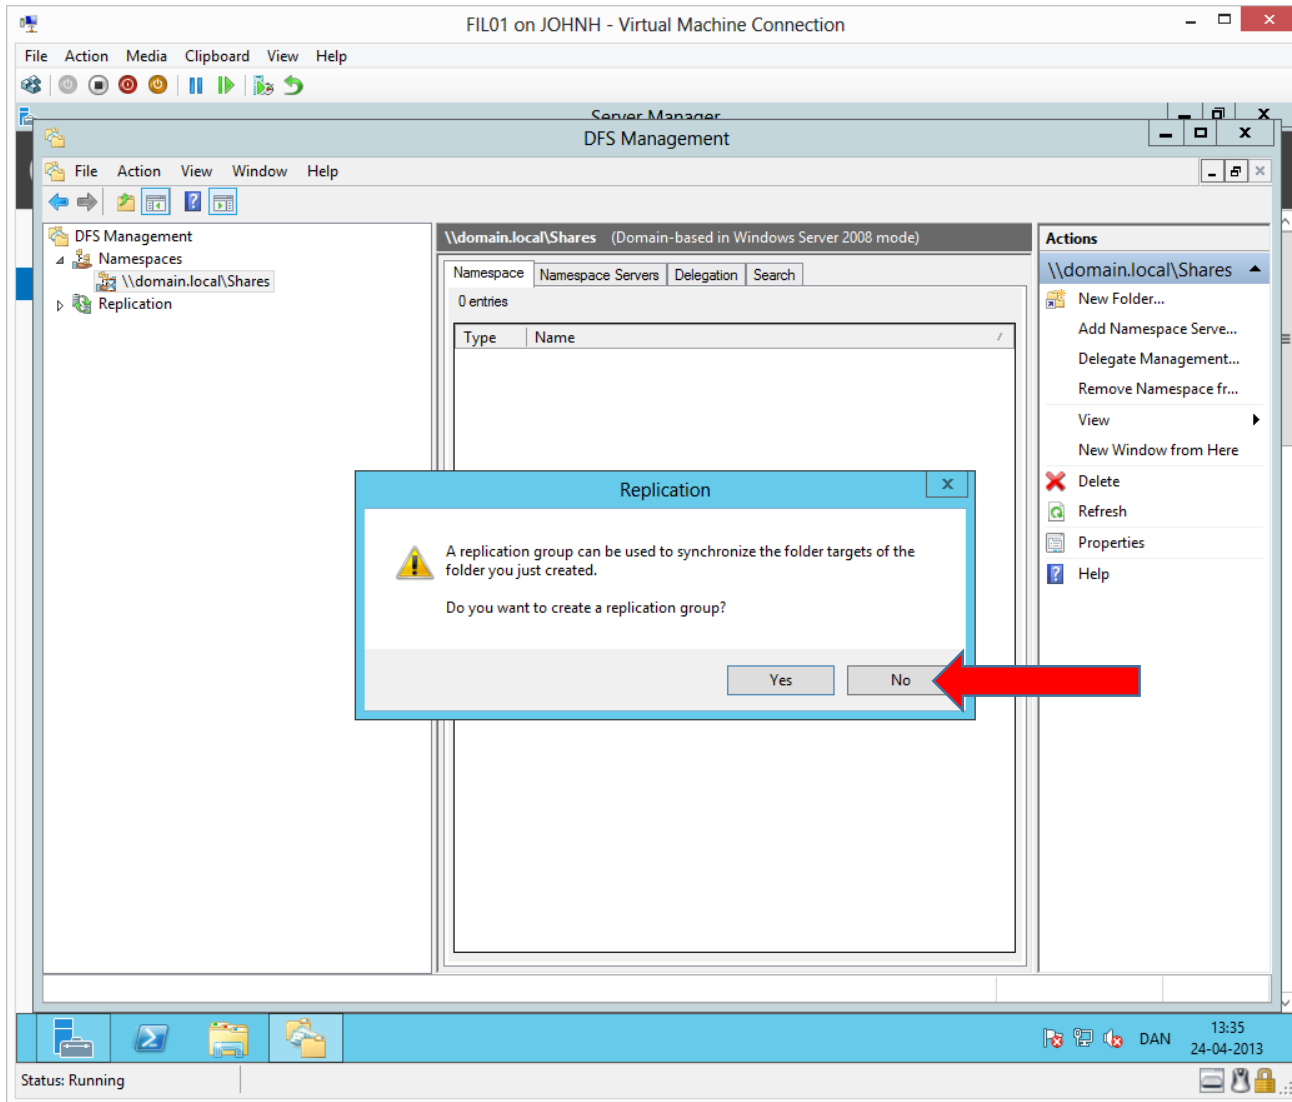 FIL01 on JOHNH - Virtual Machine Connection
File Action Media Clipboard View Help
Server Manager
DFS Management
File Action View Window Help
DFS Management
Namespaces
\\domain.local\Shares
Replication
\\domain.local\Shares (Domain-based in Windows Server 2008 mode)
Namespace Namespace Servers Delegation Search
0 entries
Type Name
Actions
\\domain.local\Shares
New Folder...
Add Namespace Serve...
Delegate Management...
Remove Namespace fr...
View
New Window from Here
Delete
Refresh
Properties
Help
Replication
A replication group can be used to synchronize the folder targets of the
folder you just created.
Do you want to create a replication group?
Yes No
DAN
13:35
24-04-2013
Status: Running